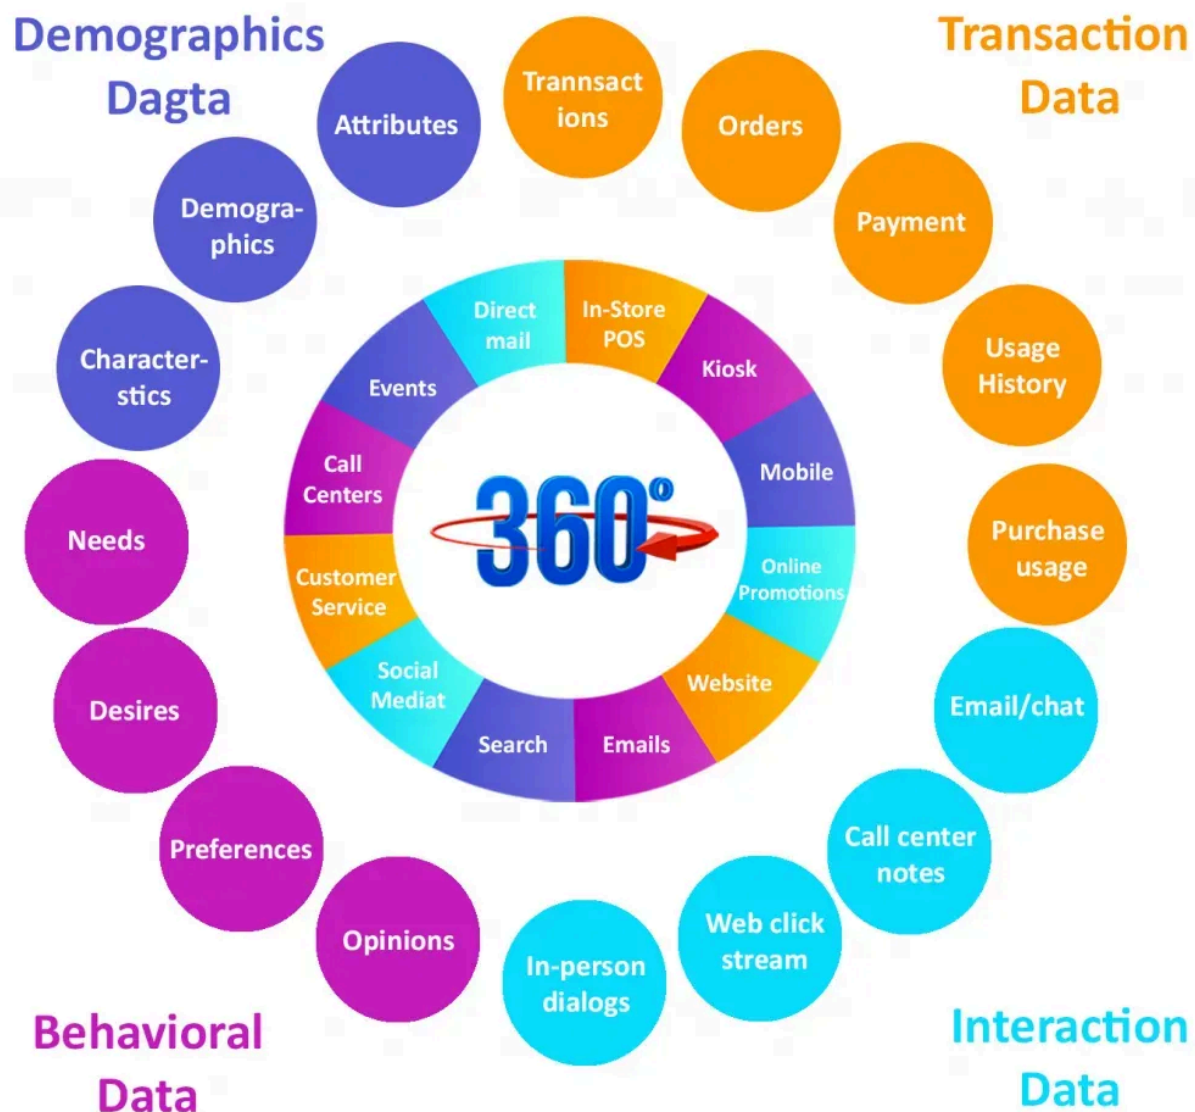 Demographics
Dagta
Transaction
Data
Attributes
Trannsact
ions
Orders
Payment
Usage
History
Purchase
usage
Email/chat
Call center
notes
Web click
stream
In-person
dialogs
Opinions
Preferences
Desires
Needs
Character-
stics
Demogra-
phics
Direct
mail
In-Store
POS
Kiosk
Mobile
Online
Promotions
Website
Emails
Search
Social
Mediat
Customer
Service
Call
Centers
Events
360°
Behavioral
Data
Interaction
Data